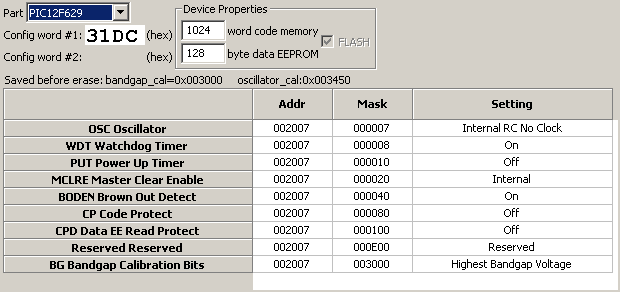 Part PIC12F629
Device Properties
Config word #1: 31DC (hex)
1024 word code memory
FLASH
Config word #2: (hex)
128 byte data EEPROM
Saved before erase: bandgap_cal=0x003000 oscillator_cal:0x003450
Addr Mask Setting
OSC Oscillator 002007 000007 Internal RC No Clock
WDT Watchdog Timer 002007 000008 On
PUT Power Up Timer 002007 000010 Off
MCLRE Master Clear Enable 002007 000020 Internal
BODEN Brown Out Detect 002007 000040 On
CP Code Protect 002007 000080 Off
CPD Data EE Read Protect 002007 000100 Off
Reserved Reserved 002007 000E00 Reserved
BG Bandgap Calibration Bits 002007 003000 Highest Bandgap Voltage